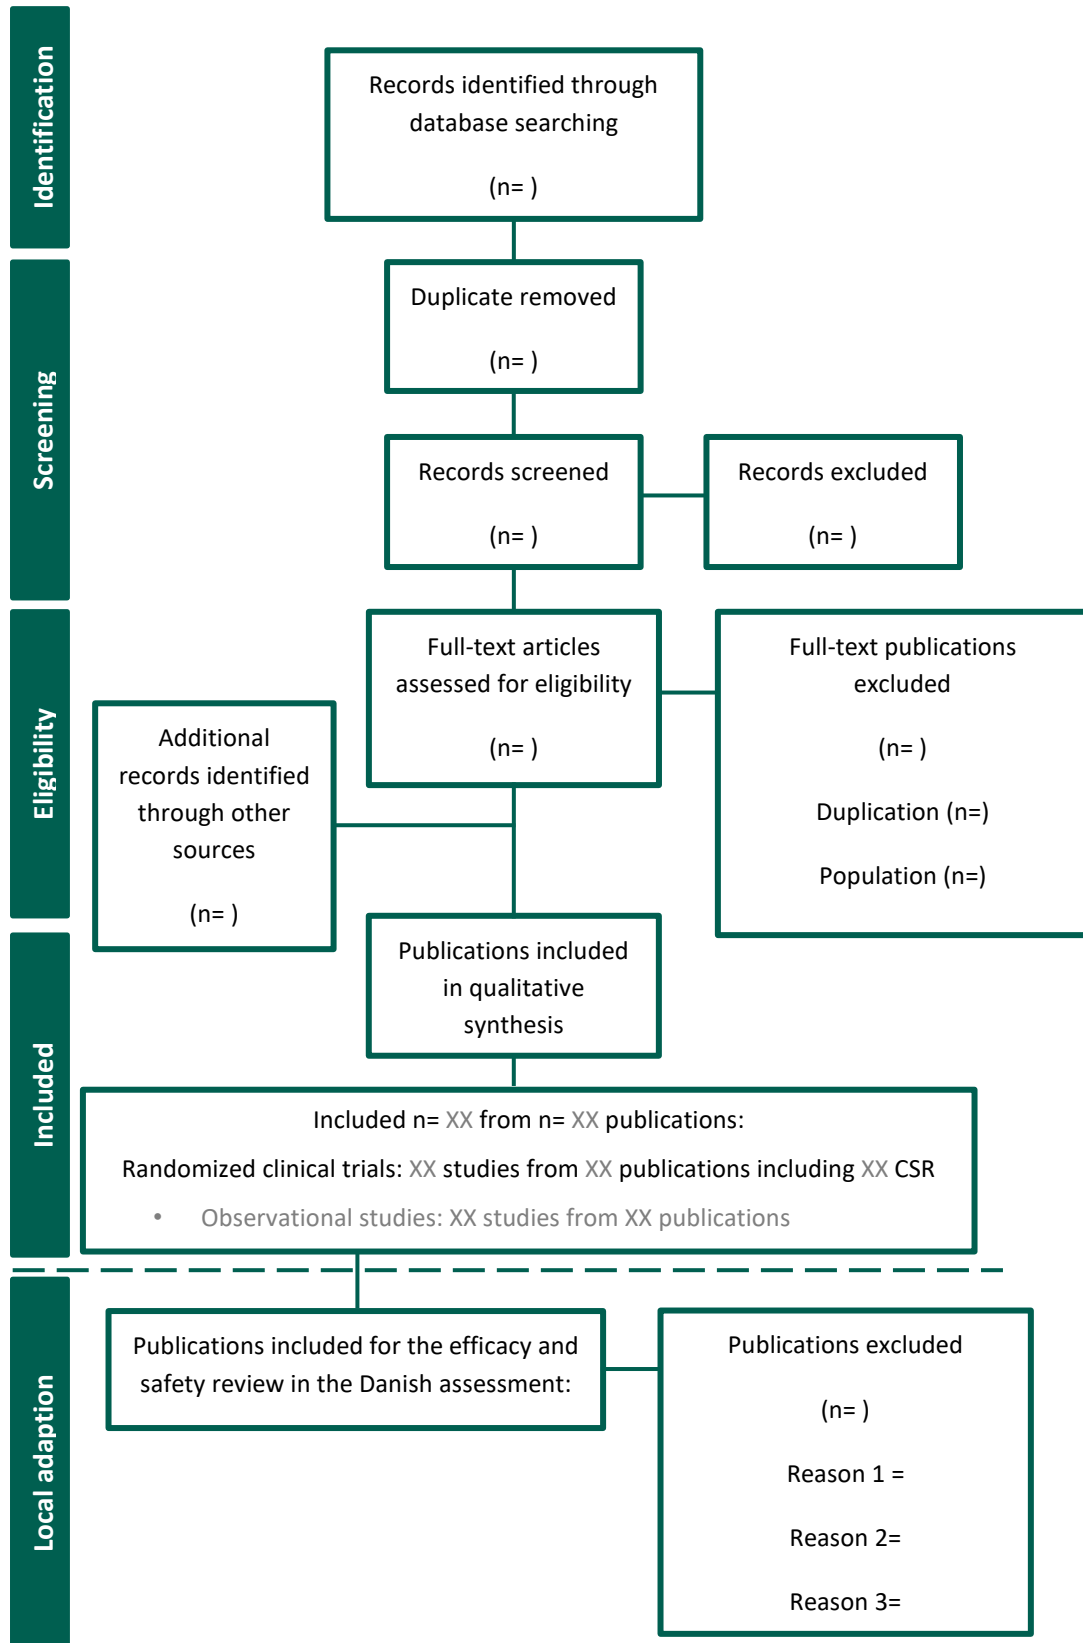 Identification
Records identified through
database searching
(n= )
Screening
Duplicate removed
(n= )
Records screened
(n= )
Records excluded
(n= )
Eligibility
Full-text articles
assessed for eligibility
(n= )
Full-text publications
excluded
(n= )
Duplication (n=)
Population (n=)
Additional
records identified
through other
sources
(n= )
Included
Publications included
in qualitative
synthesis
Included n= XX from n= XX publications:
Randomized clinical trials: XX studies from XX publications including XX CSR
• Observational studies: XX studies from XX publications
Local adaption
Publications included for the efficacy and
safety review in the Danish assessment:
Publications excluded
(n= )
Reason 1 =
Reason 2=
Reason 3=